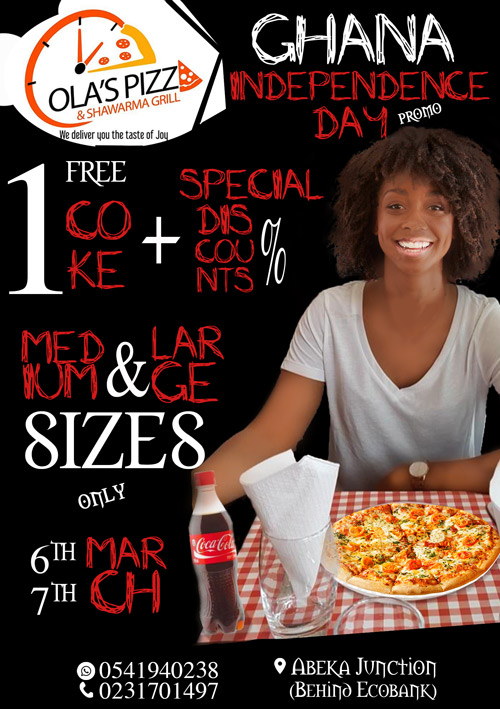 OLA'S PIZZ
& SHAWARMA GRILL
We deliver you the taste of Joy
GHANA
INDEPENDENCE
DAY PROMO
1 FREE
CO
KE
+
SPECIAL
DIS
COU
NTS %
MED
IUM
&
LAR
GE
SIZES
ONLY
6TH
7TH
MAR
CH
Coca-Cola
0541940238
0231701497
ABEKA JUNCTION
(BEHIND ECOBANK)